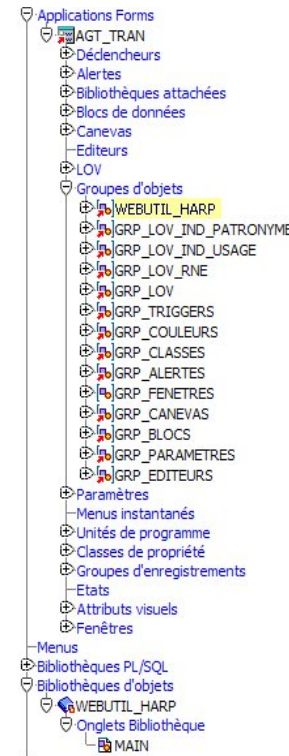 Applications Forms
AGT_TRAN
Déclencheurs
Alertes
Bibliothèques attachées
Blocs de données
Canevas
Editeurs
LOV
Groupes d'objets
WEBUTIL_HARP
GRP_LOV_IND_PATRONYME
GRP_LOV_IND_USAGE
GRP_LOV_RNE
GRP_LOV
GRP_TRIGGERS
GRP_COULEURS
GRP_CLASSES
GRP_ALERTES
GRP_FENETRES
GRP_CANEVAS
GRP_BLOCS
GRP_PARAMETRES
GRP_EDITEURS
Paramètres
Menus instantanés
Unités de programme
Classes de propriété
Groupes d'enregistrements
Etats
Attributs visuels
Fenêtres
Menus
Bibliothèques PL/SQL
Bibliothèques d'objets
WEBUTIL_HARP
Onglets Bibliothèque
MAIN